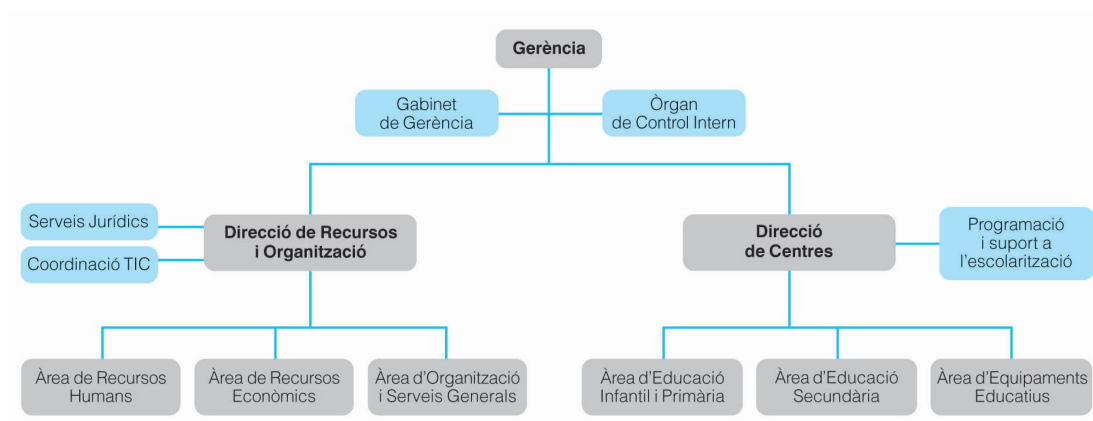 Gerència
Gabinet
de Gerència
Òrgan
de Control Intern
Serveis Jurídics
Coordinació TIC
Direcció de Recursos
i Organització
Direcció
de Centres
Programació
i suport a
l'escolarització
Àrea de Recursos
Humans
Àrea de Recursos
Econòmics
Àrea d'Organització
i Serveis Generals
Àrea d'Educació
Infantil i Primària
Àrea d'Educació
Secundària
Àrea d'Equipaments
Educatius